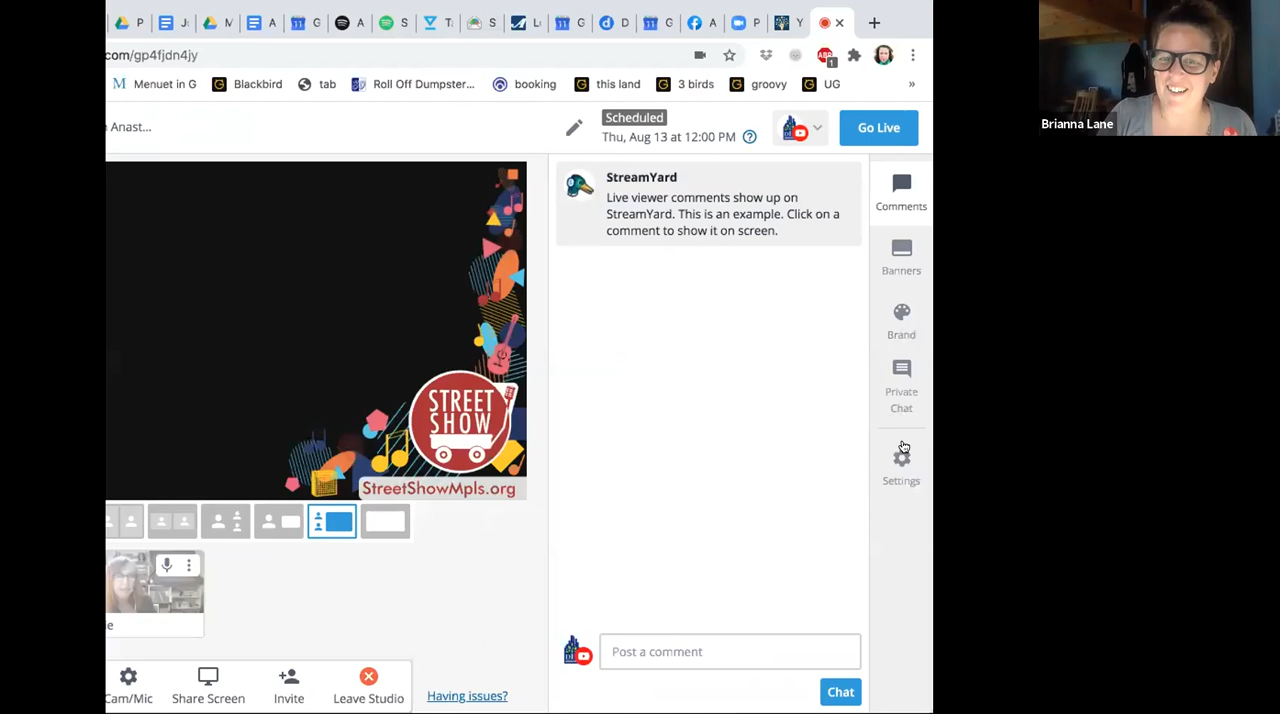 P
J
M
A
G
A
S
T
S
L
G
D
G
A
P
Y
com/gp4fjdn4jy
ABP
1
Menuet in G
Blackbird
tab
Roll Off Dumpster...
booking
this land
3 birds
groovy
UG
»
Anast...
Scheduled
Thu, Aug 13 at 12:00 PM
Go Live
Brianna Lane
StreamYard
Live viewer comments show up on
StreamYard. This is an example. Click on a
comment to show it on screen.
Comments
Banners
Brand
Private
Chat
Settings
STREET
SHOW
StreetShowMpls.org
e
Cam/Mic
Share Screen
Invite
Leave Studio
Having issues?
Post a comment
Chat